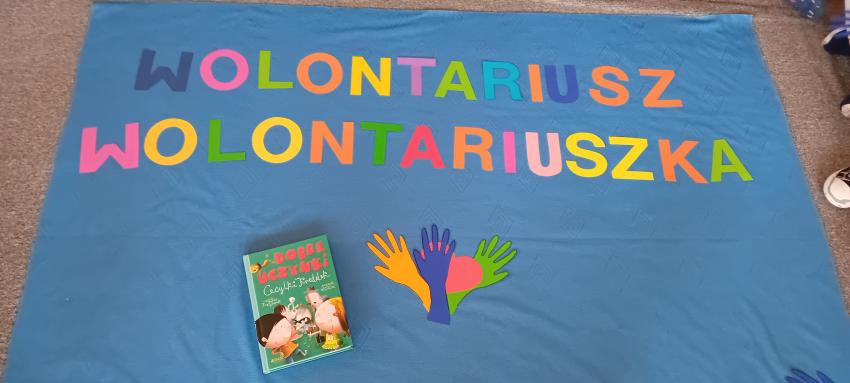 WOLONTARIUSZ
WOLONTARIUSZKA
DOBRE
UCZYNKI
Cecylki Knedelek